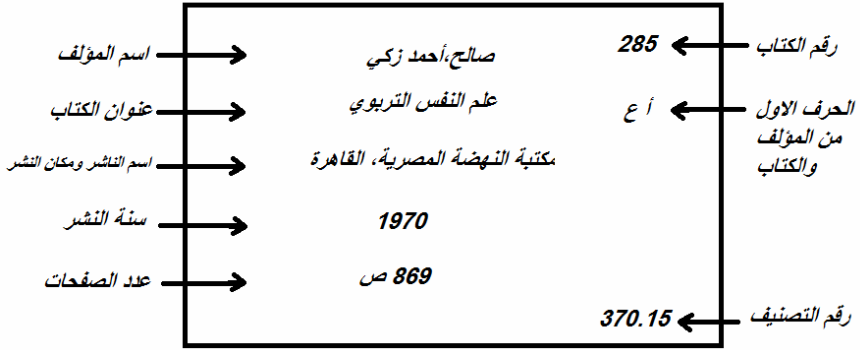 رقم الكتاب
285
صالح،أحمد زكي
اسم المؤلف
الحرف الاول
من المؤلف
والكتاب
أ ع
علم النفس التربوي
عنوان الكتاب
مكتبة النهضة المصرية، القاهرة
اسم الناشر ومكان النشر
1970
سنة النشر
869 ص
عدد الصفحات
رقم التصنيف
370.15